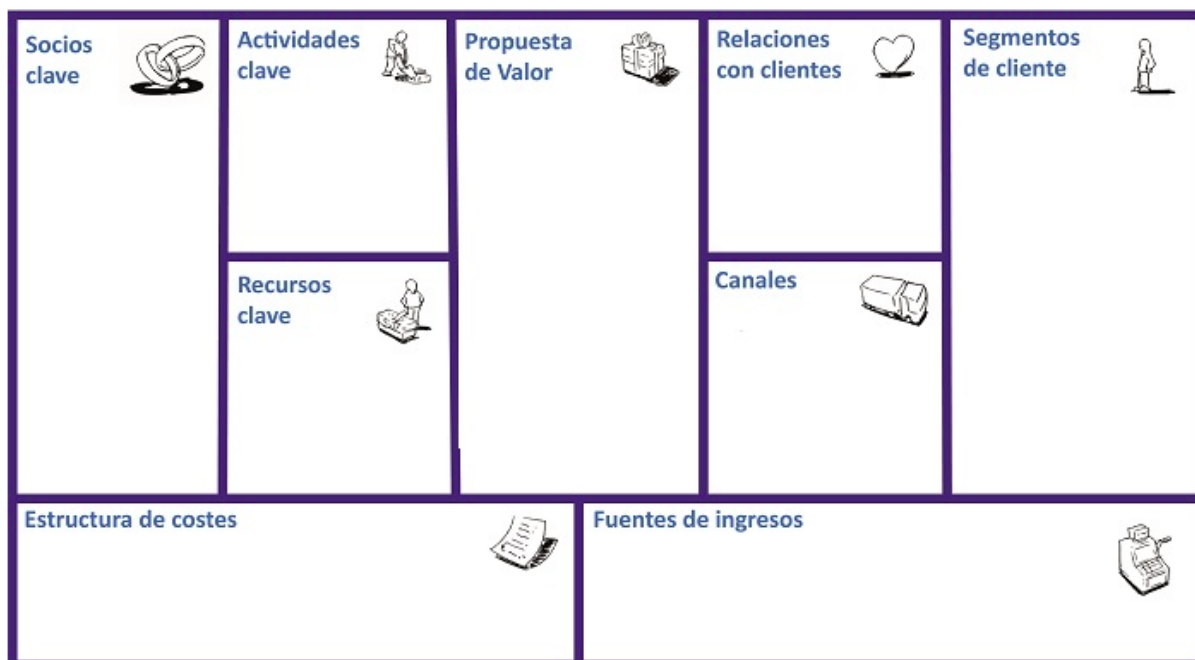 Socios
clave
Actividades
clave
Propuesta
de Valor
Relaciones
con clientes
Segmentos
de cliente
Recursos
clave
Canales
Estructura de costes
Fuentes de ingresos